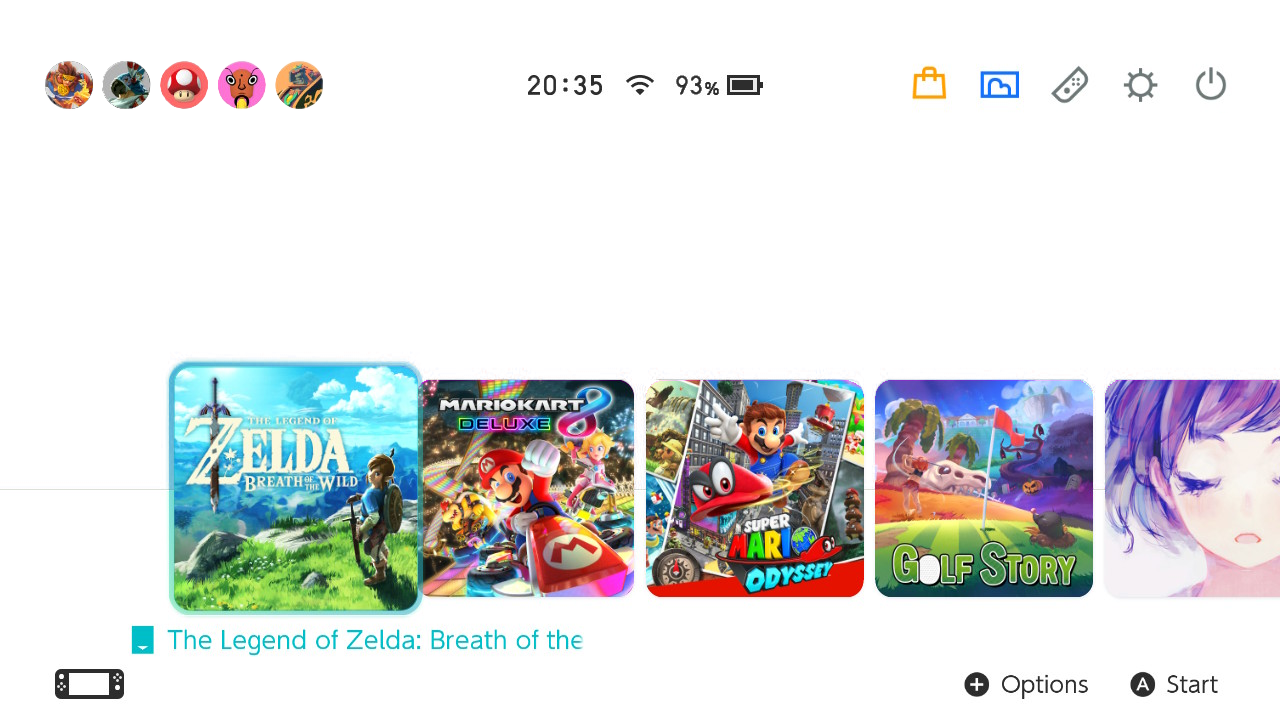 20:35 93%
THE LEGEND OF
ZELDA
BREATH OF THE WILD
MARIOKART 8
DELUXE
SUPER
MARIO
ODYSSEY
GOLF STORY
The Legend of Zelda: Breath of the
Options A Start